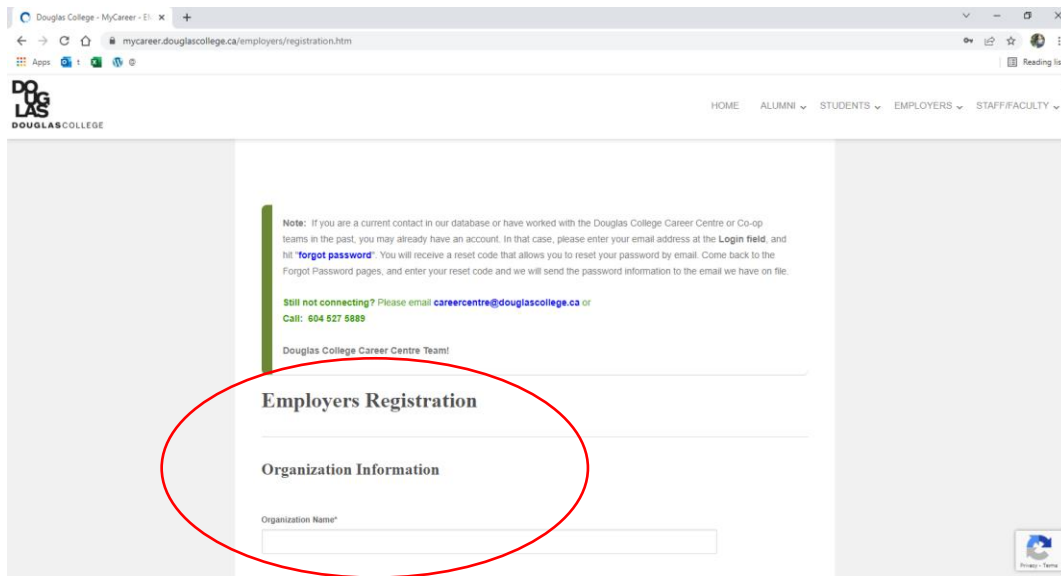 Douglas College - MyCareer - E
mycareer.douglascollege.ca/employers/registration.htm
Apps t
Reading lis
DOUGLAS
DOUGLASCOLLEGE
HOME ALUMNI STUDENTS EMPLOYERS STAFF/FACULTY
Note: If you are a current contact in our database or have worked with the Douglas College Career Centre or Co-op
teams in the past, you may already have an account. In that case, please enter your email address at the Login field, and
hit "forgot password". You will receive a reset code that allows you to reset your password by email. Come back to the
Forgot Password pages, and enter your reset code and we will send the password information to the email we have on file.
Still not connecting? Please email careercentre@douglascollege.ca or
Call: 604 527 5889
Douglas College Career Centre Team!
Employers Registration
Organization Information
Organization Name*
Privacy - Terms